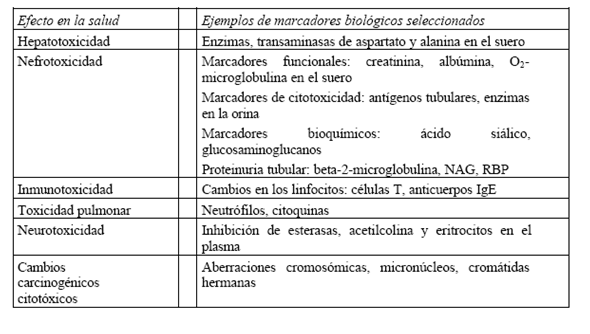 Efecto en la salud Ejemplos de marcadores biológicos seleccionados
Hepatotoxicidad Enzimas, transaminasas de aspartato y alanina en el suero
Nefrotoxicidad Marcadores funcionales: creatinina, albúmina, O2-
microglobulina en el suero
Marcadores de citotoxicidad: antígenos tubulares, enzimas
en la orina
Marcadores bioquímicos: ácido siálico,
glucosaminoglucanos
Proteinuria tubular: beta-2-microglobulina, NAG, RBP
Inmunotoxicidad Cambios en los linfocitos: células T, anticuerpos IgE
Toxicidad pulmonar Neutrófilos, citoquinas
Neurotoxicidad Inhibición de esterasas, acetilcolina y eritrocitos en el
plasma
Cambios Aberraciones cromosómicas, micronúcleos, cromátidas
carcinogénicos hermanas
citotóxicos